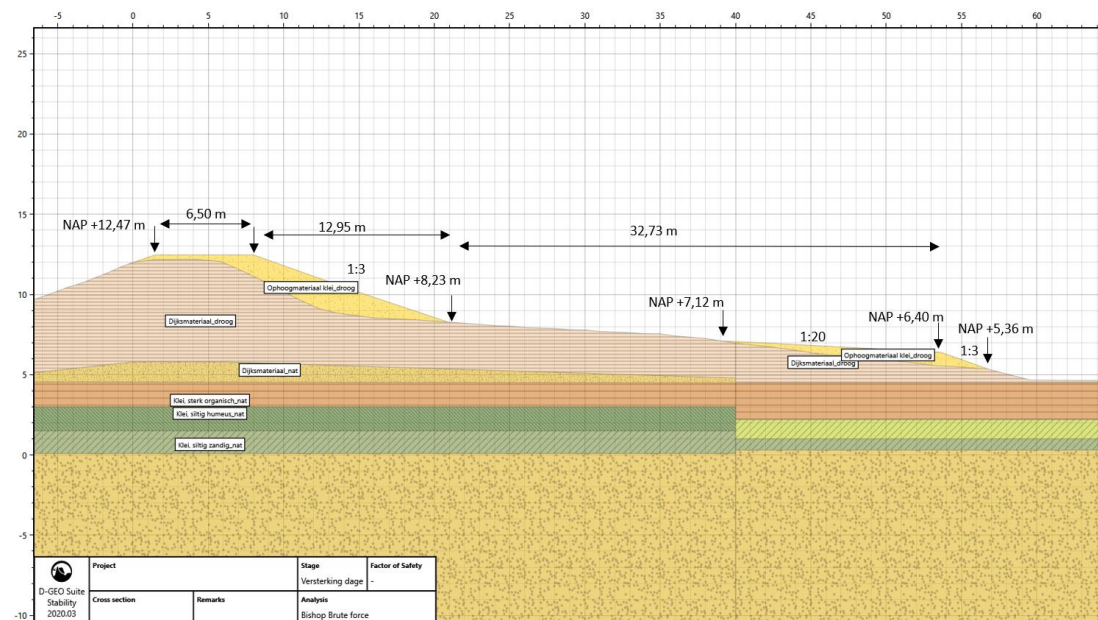 -5 0 5 10 15 20 25 30 35 40 45 50 55 60
25
20
15
10
5
0
-5
-10
NAP +12,47 m
6,50 m
12,95 m
32,73 m
1:3
NAP +8,23 m
NAP +7,12 m
NAP +6,40 m
NAP +5,36 m
1:20
1:3
Ophoogmateriaal klei_droog
Dijksmateriaal_droog
Ophoogmateriaal klei_droog
Dijksmateriaal_droog
Dijksmateriaal_nat
Klei, sterk organisch_nat
Klei, siltig humeus_nat
Klei, siltig zandig_nat
D-GEO Suite
Stability
2020.03
Project
Stage
Versterking dage
Factor of Safety
-
Cross section
Remarks
Analysis
Bishop Brute force